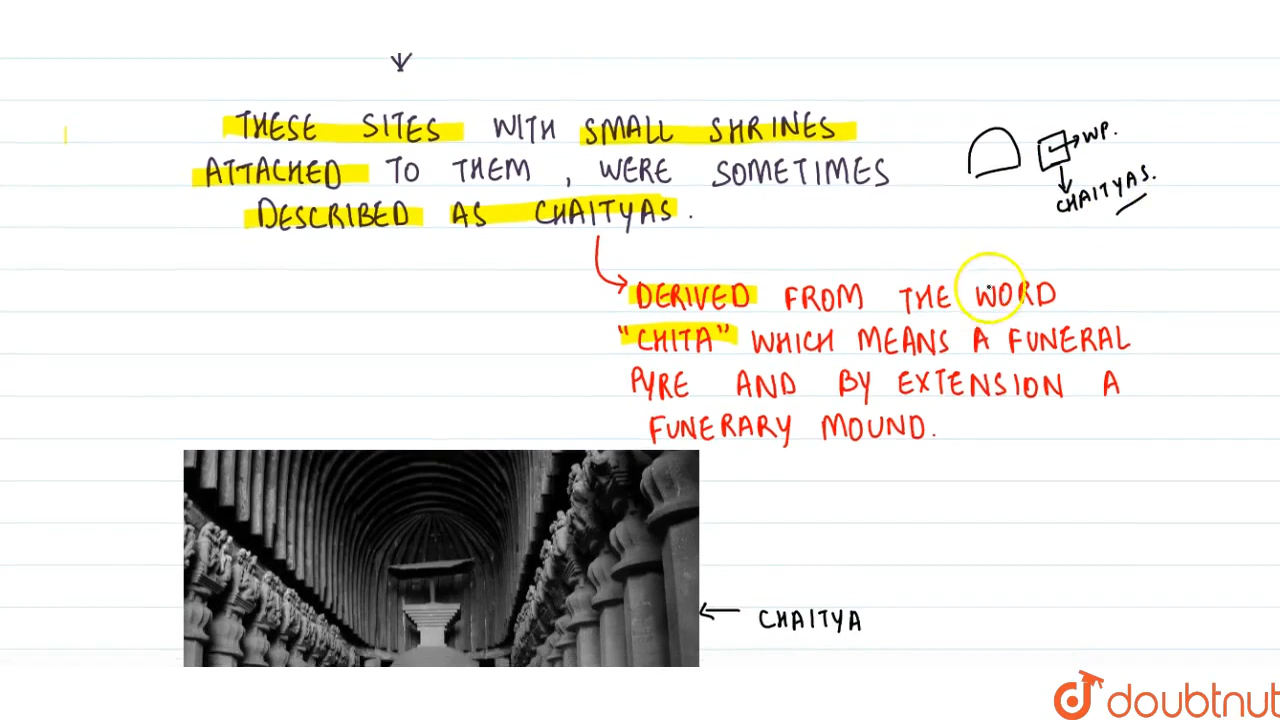 THESE SITES WITH SMALL SHRINES
ATTACHED TO THEM, WERE SOMETIMES
DESCRIBED AS CHAITYAS.
WP.
CHAITYAS.
DERIVED FROM THE WORD
"CHITA" WHICH MEANS A FUNERAL
PYRE AND BY EXTENSION A
FUNERARY MOUND.
CHAITYA
doubtnut